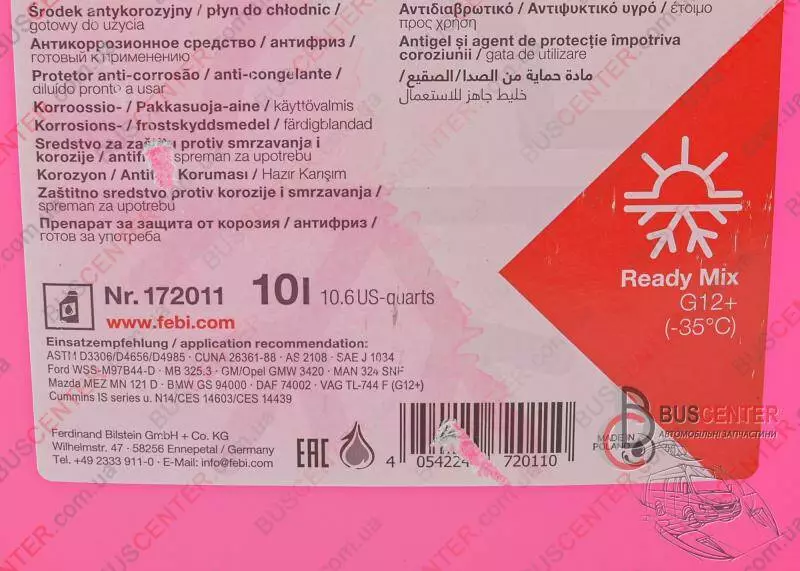 Środek antykorozyjny / płyn do chłodnic /
gotowy do użycia
Антикоррозионное средство / антифриз /
готовый к применению
Protetor anti-corrosão / anti-congelante /
diluído pronto a usar
Korroossio- / Pakkasuoja-aine / käyttövalmis
Korrosions- / frostskyddsmedel / färdigblandad
Sredstvo za protiv smrzavanja i
korozije / spreman za upotrebu
Korozyon / Koruması / Hazır Karışım
Zaštitno sredstvo protiv korozije i smrzavanja /
spreman za upotrebu
Препарат за защита от корозия / антифриз /
готов за употреба
Αντιδιαβρωτικό / Αντιψυκτικό υγρό / έτοιμο
προς χρήση
Antigel și agent de protecție împotriva
coroziunii / gata de utilizare
مادة حماية من الصدا/الصقيع/
خليط جاهز للاستعمال
Ready Mix
G12+
(-35°C)
Nr. 172011 10l 10.6 US-quarts
www.febi.com
Einsatzempfehlung / application recommendation:
ASTM D3306/D4656/D4985 · CUNA 26361-88 · AS 2108 · SAE J 1034
Ford WSS-M97B44-D · MB 325.3 · GM/Opel GMW 3420 · MAN 324 SNF
Mazda MEZ MN 121 D · BMW GS 94000 · DAF 74002 · VAG TL-744 F (G12+)
Cummins IS series u. N14/CES 14603/CES 14439
Ferdinand Bilstein GmbH + Co. KG
Wilhelmstr. 47 - 58256 Ennepetal / Germany
Tel. +49 2333 911-0 - E-Mail: info@febi.com
EAC
4 054224 720110
MADE IN
POLAND
BUSCENTER
АВТОМОБІЛЬНІ ЗАПЧАСТИНИ
BUSCENTER.com.ua